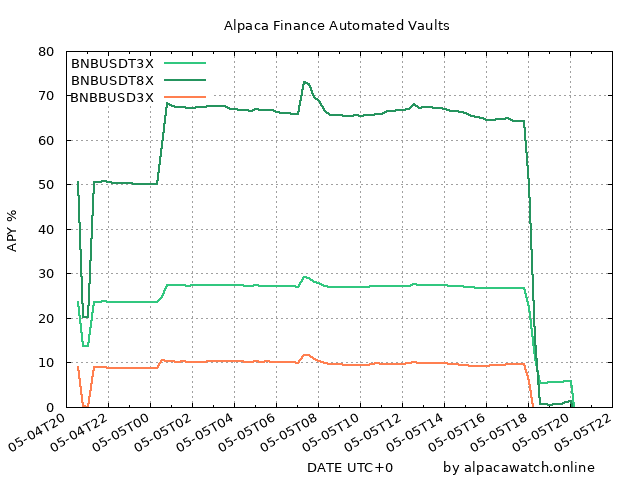 Alpaca Finance Automated Vaults
APY %
80
70
60
50
40
30
20
10
0
BNBUSDT3X
BNBUSDT8X
BNBBUSD3X
05-04T20
05-04T22
05-05T00
05-05T02
05-05T04
05-05T06
05-05T08
05-05T10
05-05T12
05-05T14
05-05T16
05-05T18
05-05T20
05-05T22
DATE UTC+0
by alpacawatch.online